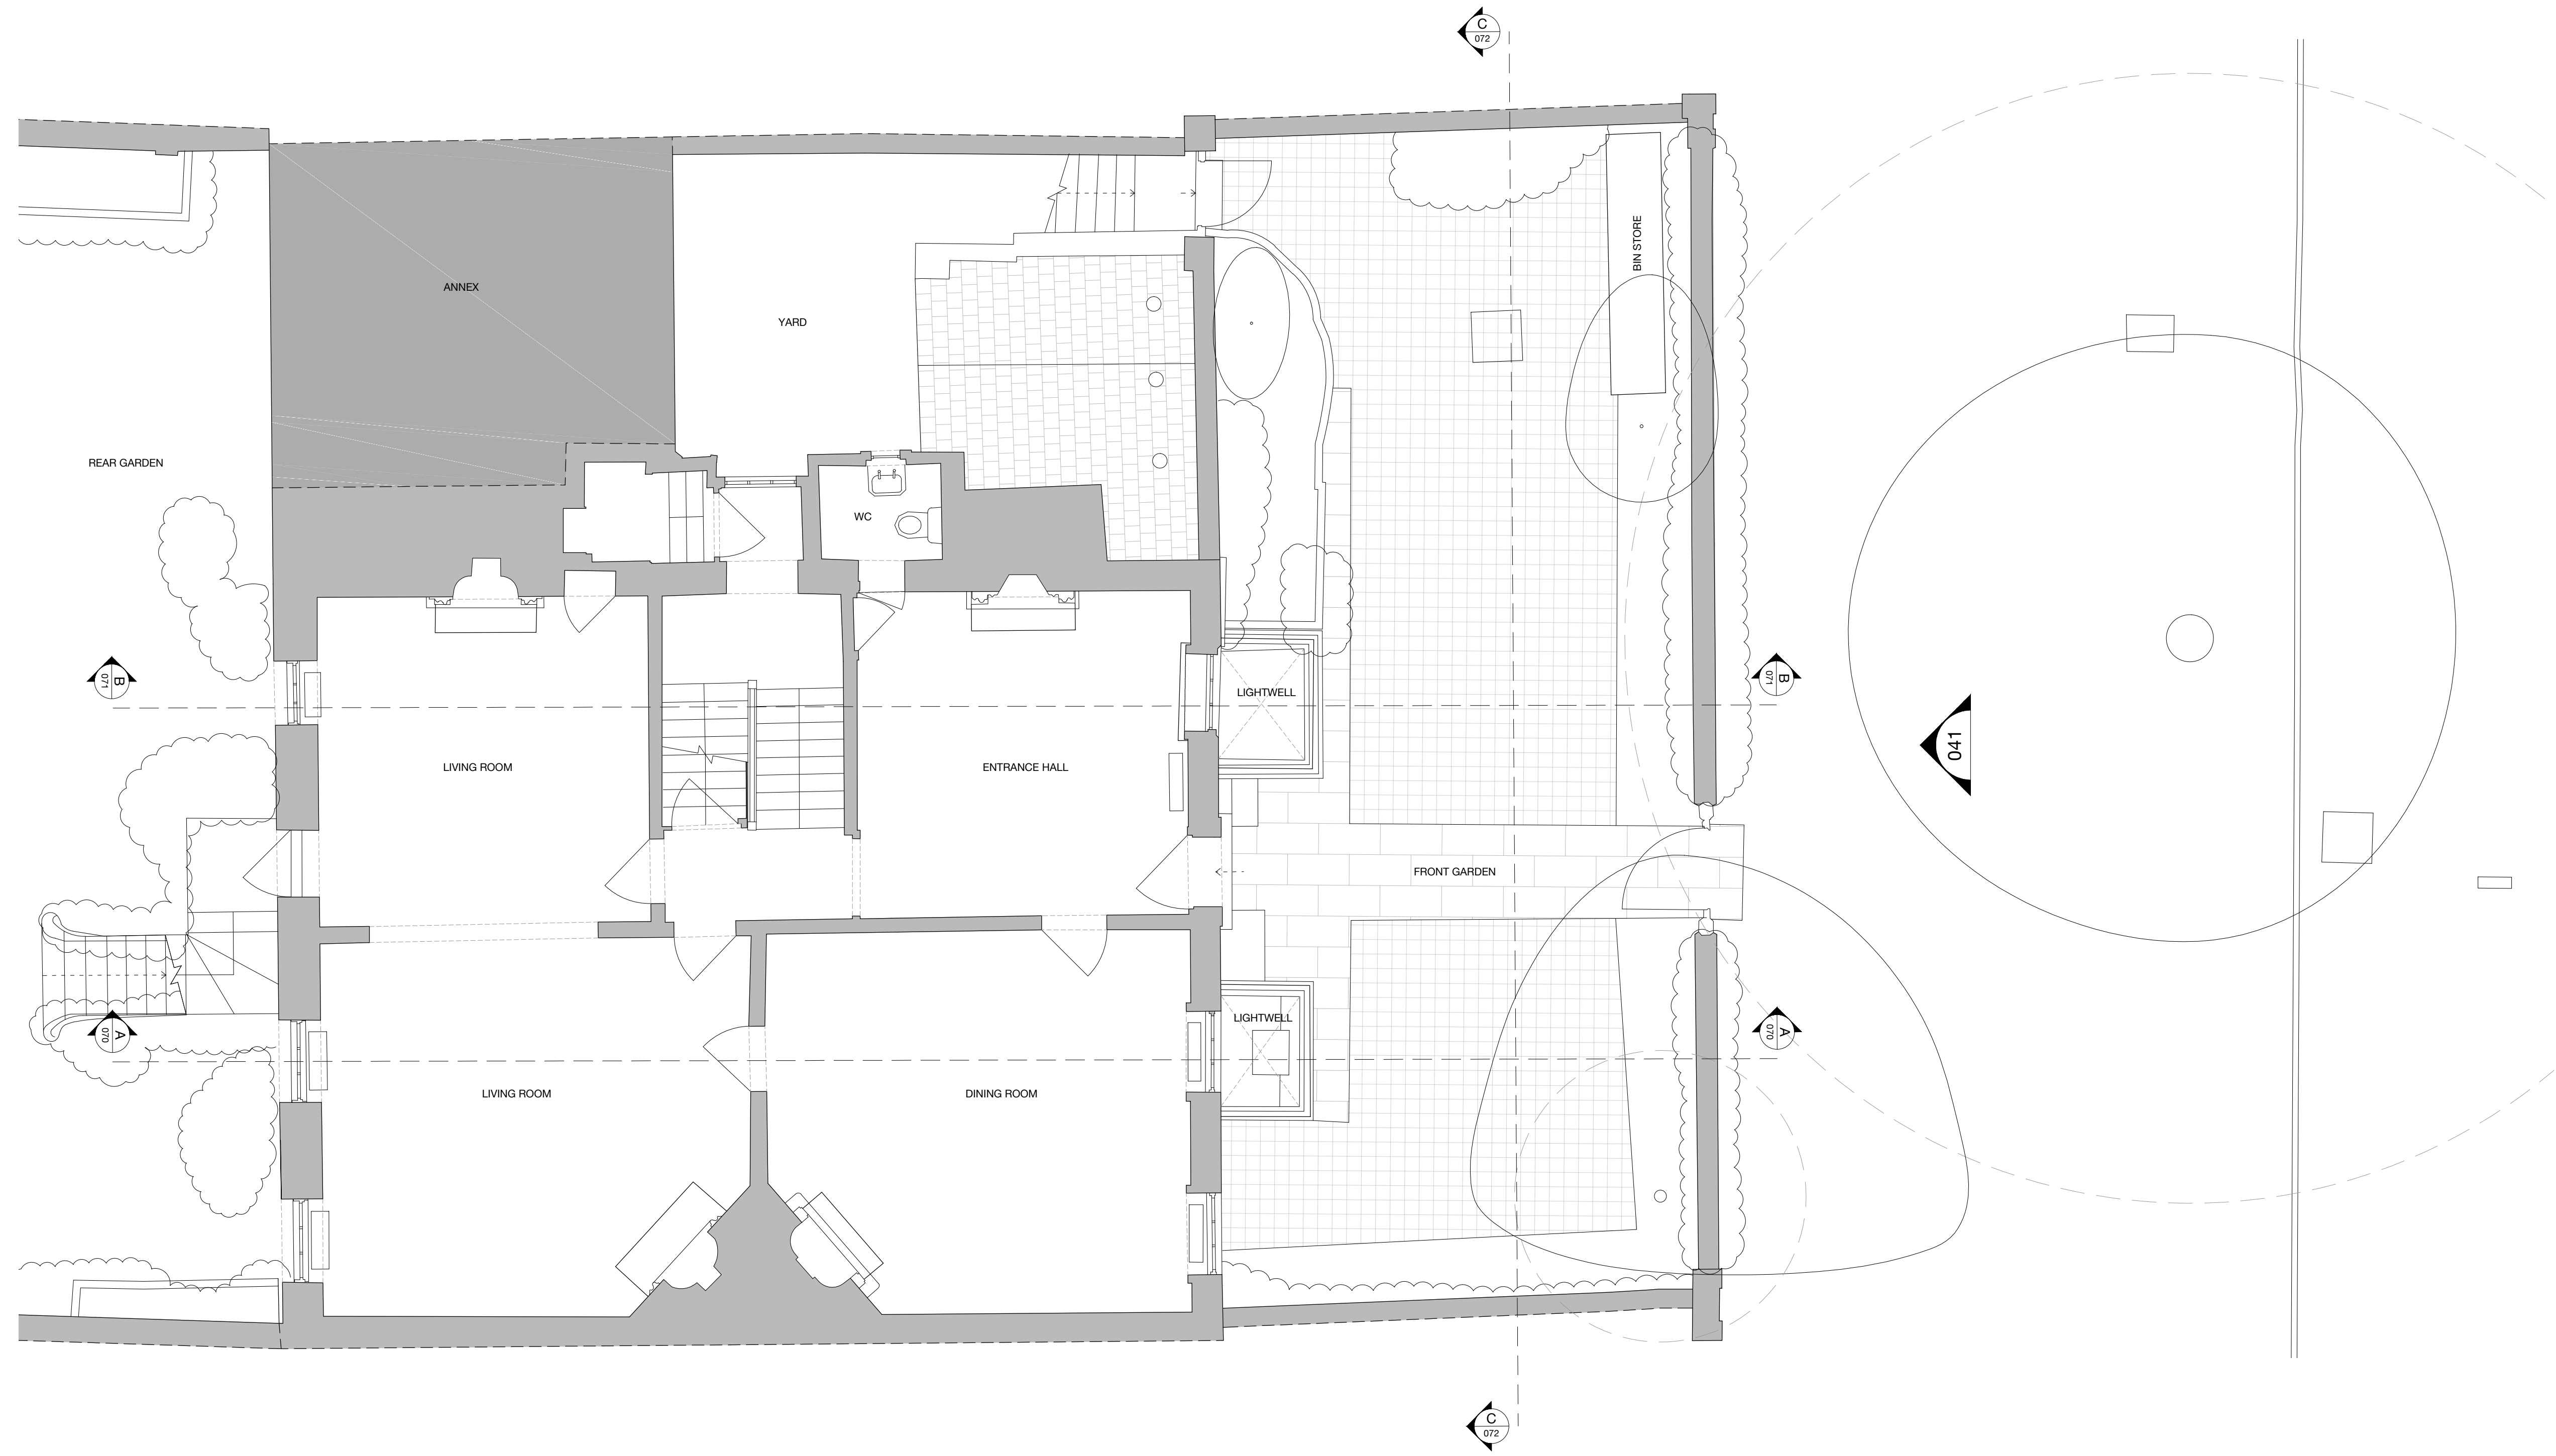 C
072
BIN STORE
ANNEX
YARD
REAR GARDEN
WC
B
071
LIGHTWELL
B
071
041
LIVING ROOM
ENTRANCE HALL
FRONT GARDEN
LIGHTWELL
A
070
A
070
LIVING ROOM
DINING ROOM
C
072